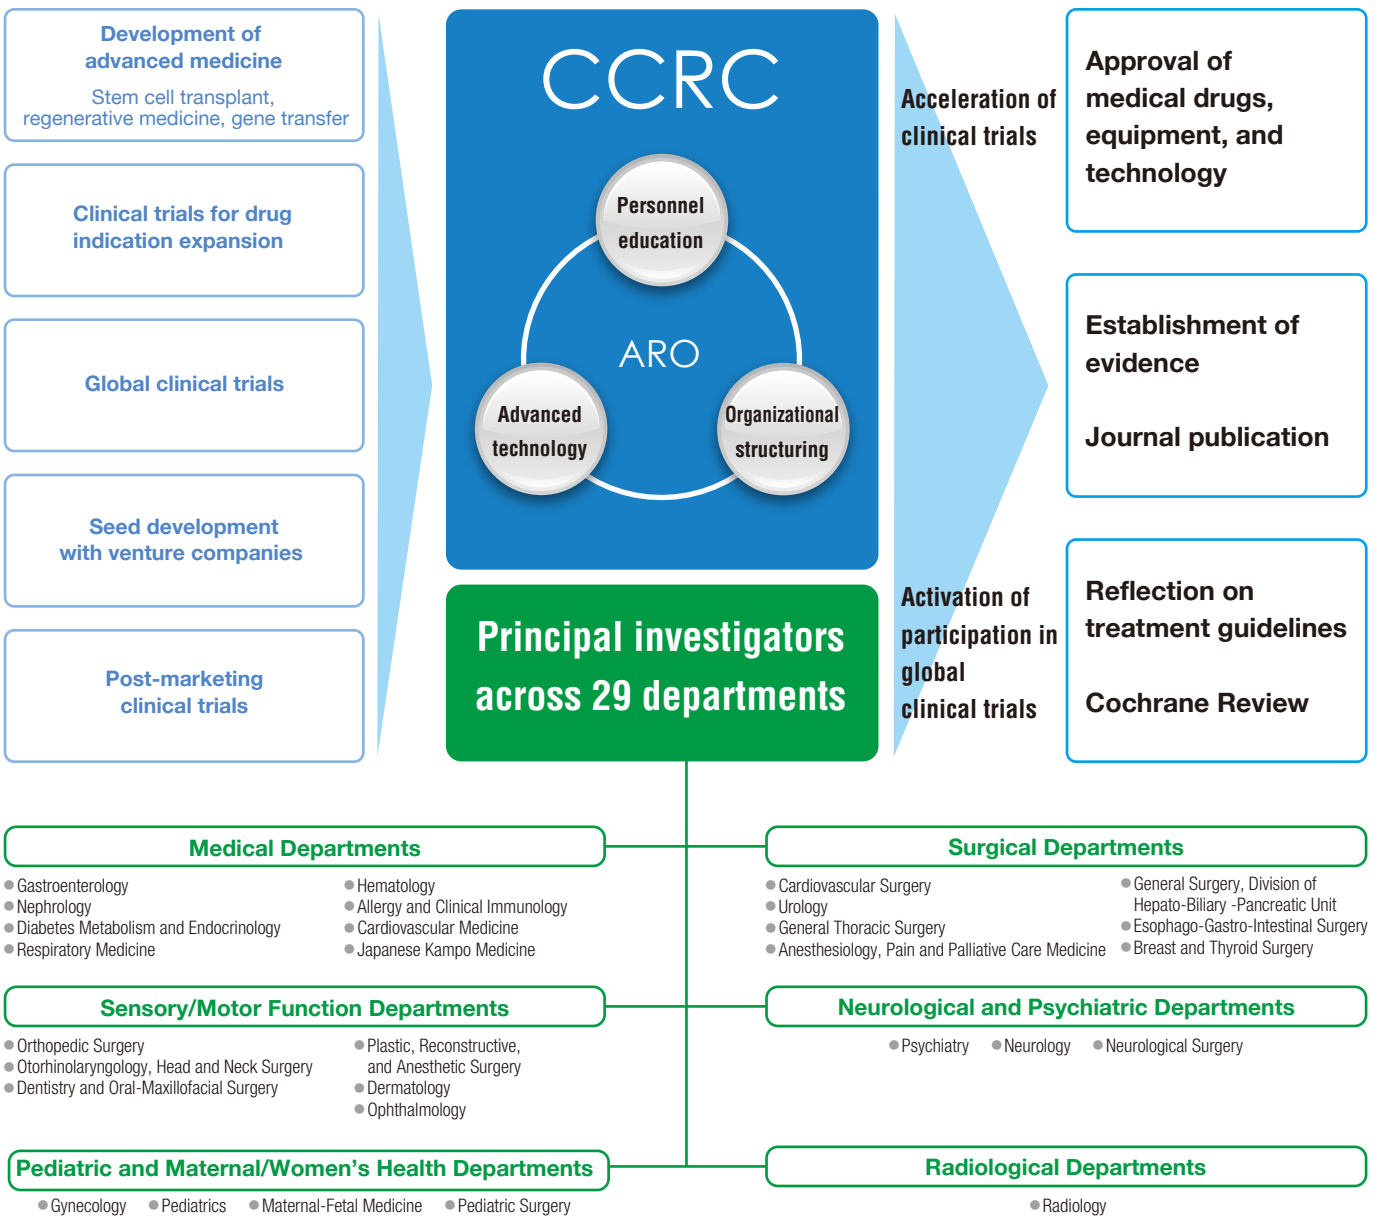 Development of
advanced medicine
Stem cell transplant,
regenerative medicine, gene transfer
Clinical trials for drug
indication expansion
Global clinical trials
Seed development
with venture companies
Post-marketing
clinical trials
CCRC
Personnel
education
ARO
Advanced
technology
Organizational
structuring
Principal investigators
across 29 departments
Acceleration of
clinical trials
Activation of
participation in
global
clinical trials
Approval of
medical drugs,
equipment, and
technology
Establishment of
evidence
Journal publication
Reflection on
treatment guidelines
Cochrane Review
Medical Departments
Gastroenterology
Nephrology
Diabetes Metabolism and Endocrinology
Respiratory Medicine
Hematology
Allergy and Clinical Immunology
Cardiovascular Medicine
Japanese Kampo Medicine
Surgical Departments
Cardiovascular Surgery
Urology
General Thoracic Surgery
Anesthesiology, Pain and Palliative Care Medicine
General Surgery, Division of
Hepato-Biliary -Pancreatic Unit
Esophago-Gastro-Intestinal Surgery
Breast and Thyroid Surgery
Sensory/Motor Function Departments
Orthopedic Surgery
Otorhinolaryngology, Head and Neck Surgery
Dentistry and Oral-Maxillofacial Surgery
Plastic, Reconstructive,
and Anesthetic Surgery
Dermatology
Ophthalmology
Neurological and Psychiatric Departments
Psychiatry Neurology Neurological Surgery
Pediatric and Maternal/Women’s Health Departments
Gynecology Pediatrics Maternal-Fetal Medicine Pediatric Surgery
Radiological Departments
Radiology